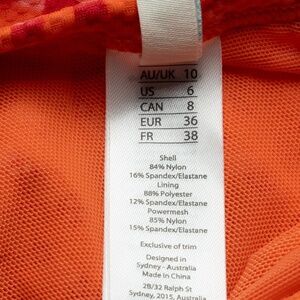 AU/UK 10
US 6
CAN 8
EUR 36
FR 38
Shell
84% Nylon
16% Spandex/Elastane
Lining
88% Polyester
12% Spandex/Elastane
Powermesh
85% Nylon
15% Spandex/Elastane
Exclusive of trim
Designed in
Sydney - Australia
Made In China
2B/32 Ralph St
Sydney, 2015, Australia